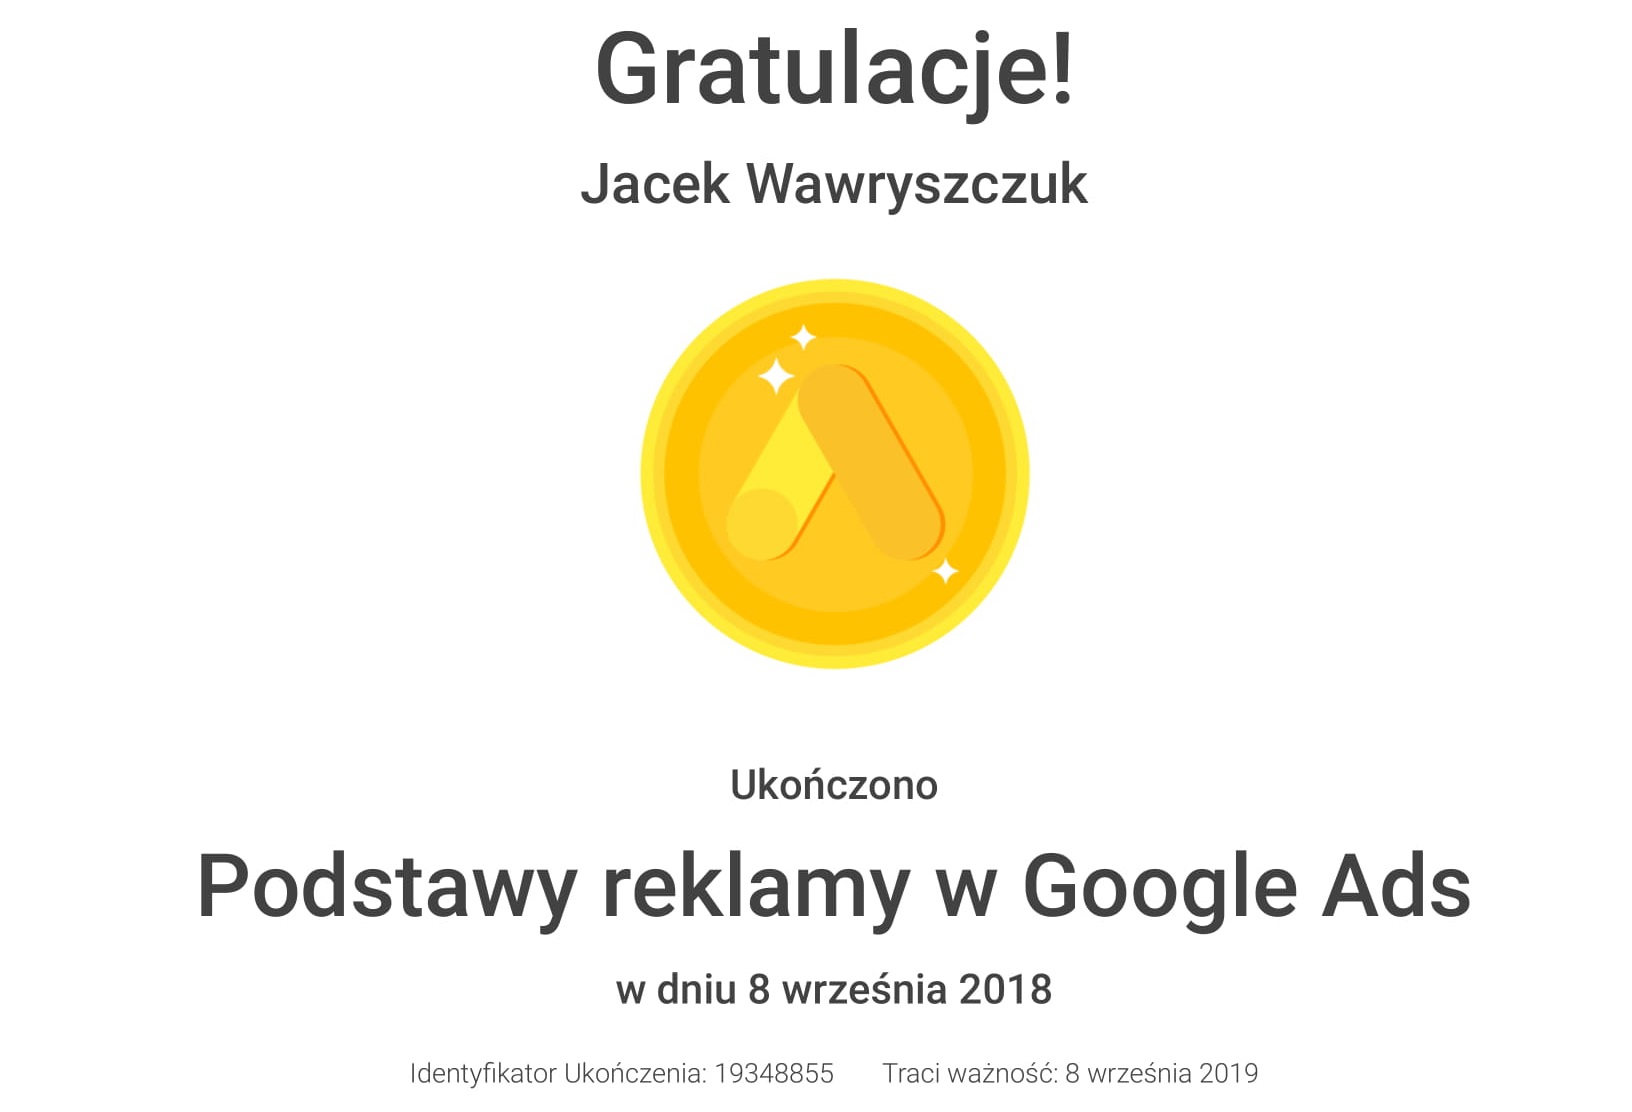 Gratulacje!
Jacek Wawryszczuk
Ukończono
Podstawy reklamy w Google Ads
w dniu 8 września 2018
Identyfikator Ukończenia: 19348855 Traci ważność: 8 września 2019